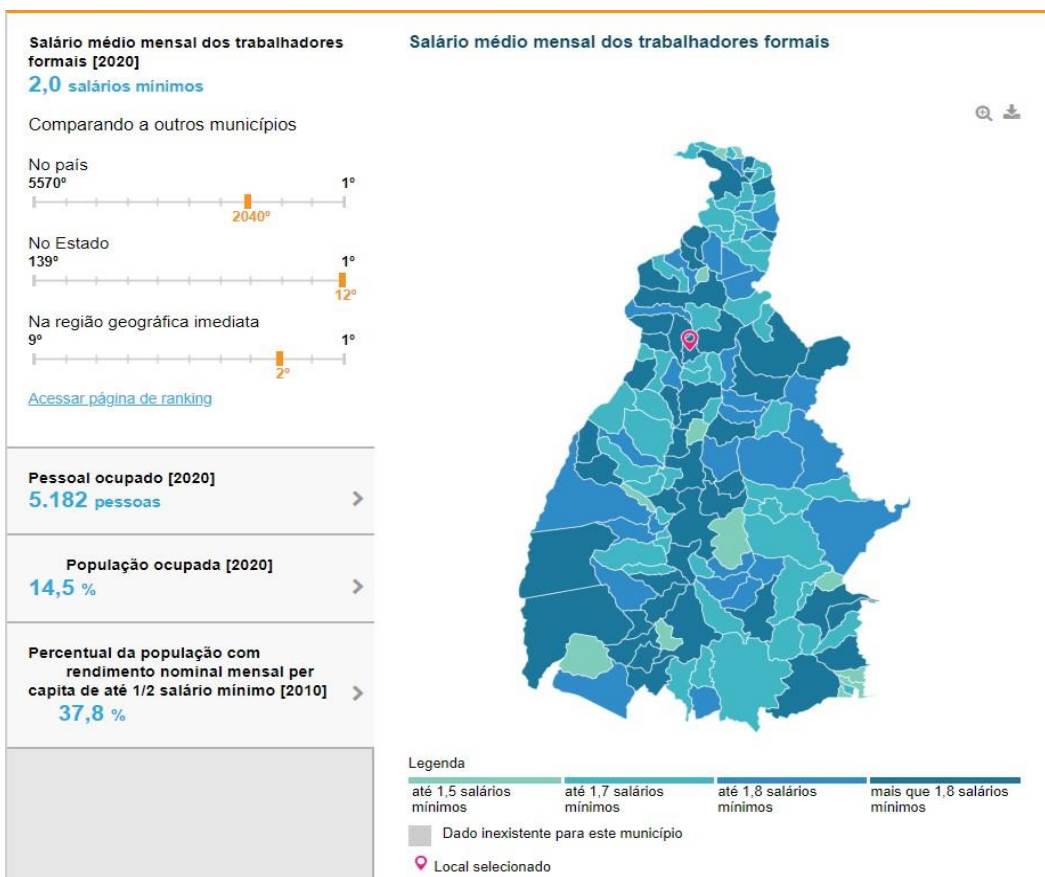 Salário médio mensal dos trabalhadores
formais [2020]
2,0 salários mínimos
Comparando a outros municípios
No país
5570º 1º
2040º
No Estado
139º 1º
12º
Na região geográfica imediata
9º 1º
2º
Acessar página de ranking
Pessoal ocupado [2020]
5.182 pessoas
População ocupada [2020]
14,5 %
Percentual da população com
rendimento nominal mensal per
capita de até 1/2 salário mínimo [2010]
37,8 %
Salário médio mensal dos trabalhadores formais
Legenda
até 1,5 salários
mínimos
até 1,7 salários
mínimos
até 1,8 salários
mínimos
mais que 1,8 salários
mínimos
Dado inexistente para este município
Local selecionado